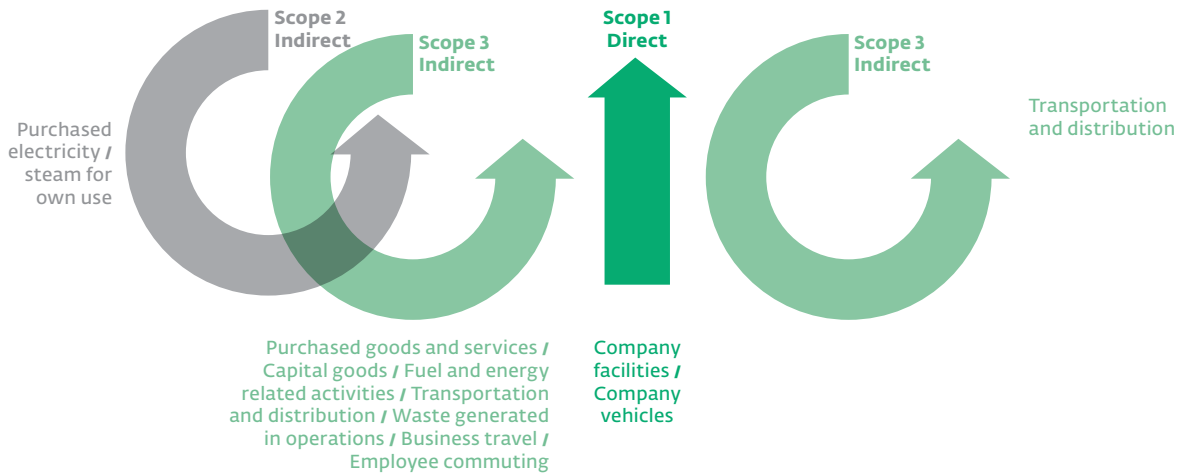 Scope 2
Indirect
Scope 3
Indirect
Scope 1
Direct
Scope 3
Indirect
Purchased
electricity /
steam for
own use
Transportation
and distribution
Purchased goods and services /
Capital goods / Fuel and energy
related activities / Transportation
and distribution / Waste generated
in operations / Business travel /
Employee commuting
Company
facilities /
Company
vehicles